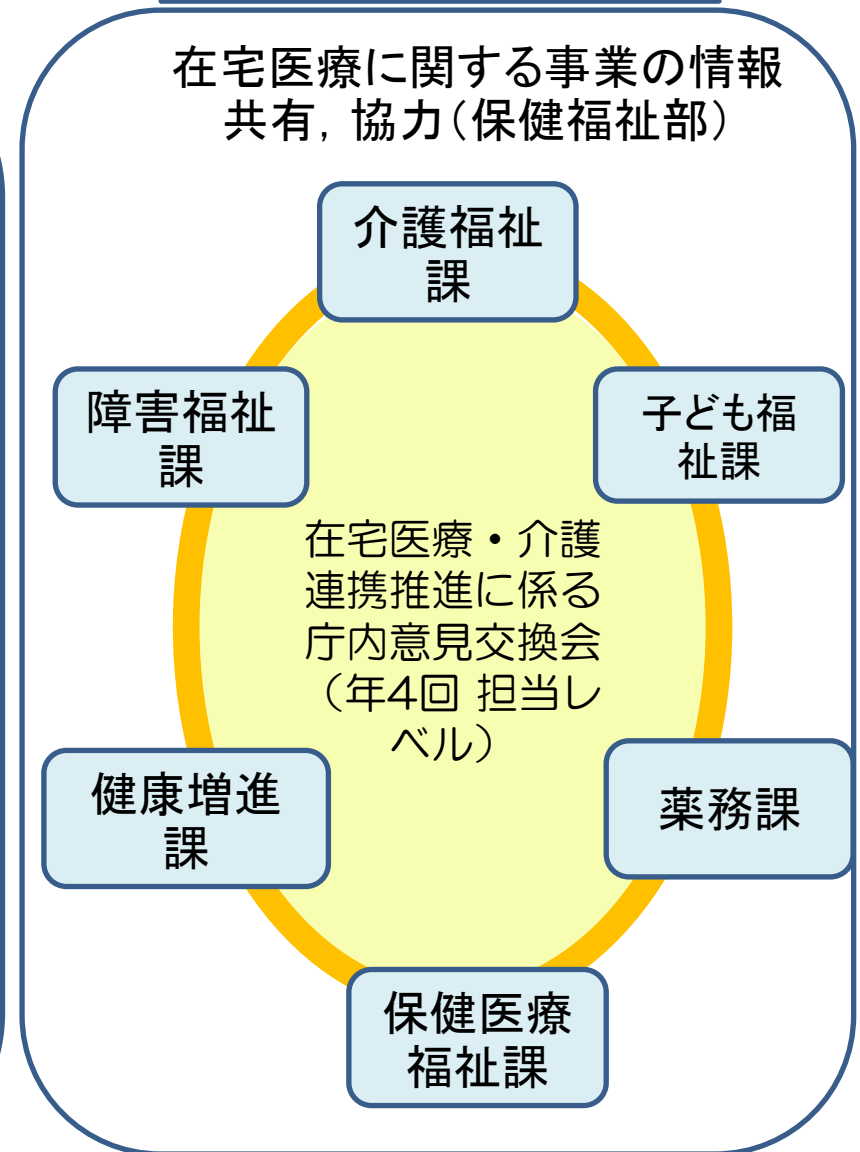 在宅医療に関する事業の情報
共有，協力（保健福祉部）
介護福祉
課
障害福祉
課
子ども福
祉課
在宅医療・介護
連携推進に係る
庁内意見交換会
（年4回 担当レ
ベル）
健康増進
課
薬務課
保健医療
福祉課